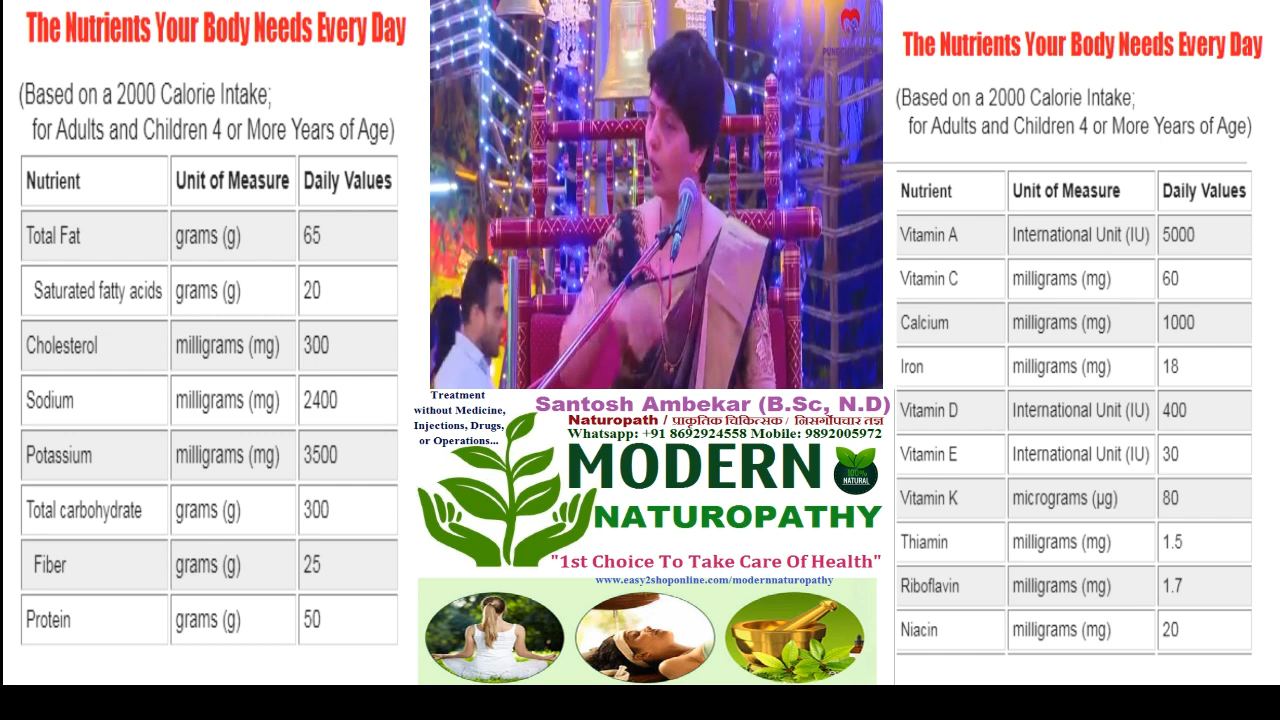 The Nutrients Your Body Needs Every Day
(Based on a 2000 Calorie Intake;
for Adults and Children 4 or More Years of Age)
Nutrient Unit of Measure Daily Values
Total Fat grams (g) 65
Saturated fatty acids grams (g) 20
Cholesterol milligrams (mg) 300
Sodium milligrams (mg) 2400
Potassium milligrams (mg) 3500
Total carbohydrate grams (g) 300
Fiber grams (g) 25
Protein grams (g) 50
Treatment
without Medicine,
Injections, Drugs,
or Operations...
Santosh Ambekar (B.Sc, N.D)
Naturopath / प्राकृतिक चिकित्सक / निसर्गोपचार तज्ञ
Whatsapp: +91 8692924558 Mobile: 9892005972
MODERN
100%
NATURAL
NATUROPATHY
"1st Choice To Take Care Of Health"
www.easy2shoponline.com/modernnaturopathy
The Nutrients Your Body Needs Every Day
(Based on a 2000 Calorie Intake;
for Adults and Children 4 or More Years of Age)
Nutrient Unit of Measure Daily Values
Vitamin A International Unit (IU) 5000
Vitamin C milligrams (mg) 60
Calcium milligrams (mg) 1000
Iron milligrams (mg) 18
Vitamin D International Unit (IU) 400
Vitamin E International Unit (IU) 30
Vitamin K micrograms (µg) 80
Thiamin milligrams (mg) 1.5
Riboflavin milligrams (mg) 1.7
Niacin milligrams (mg) 20